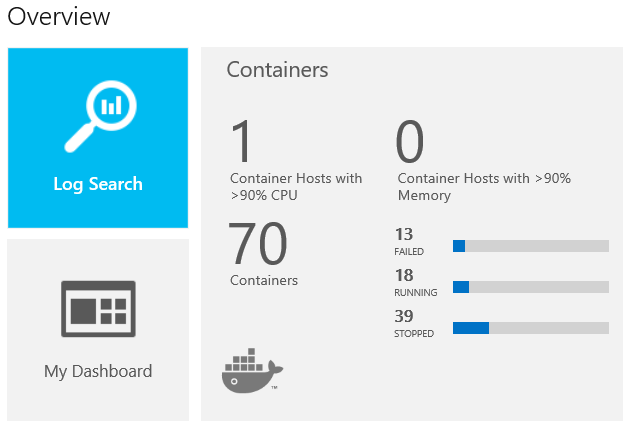 Overview
Log Search
My Dashboard
Containers
1
Container Hosts with
>90% CPU
0
Container Hosts with >90%
Memory
70
Containers
13
FAILED
18
RUNNING
39
STOPPED
™